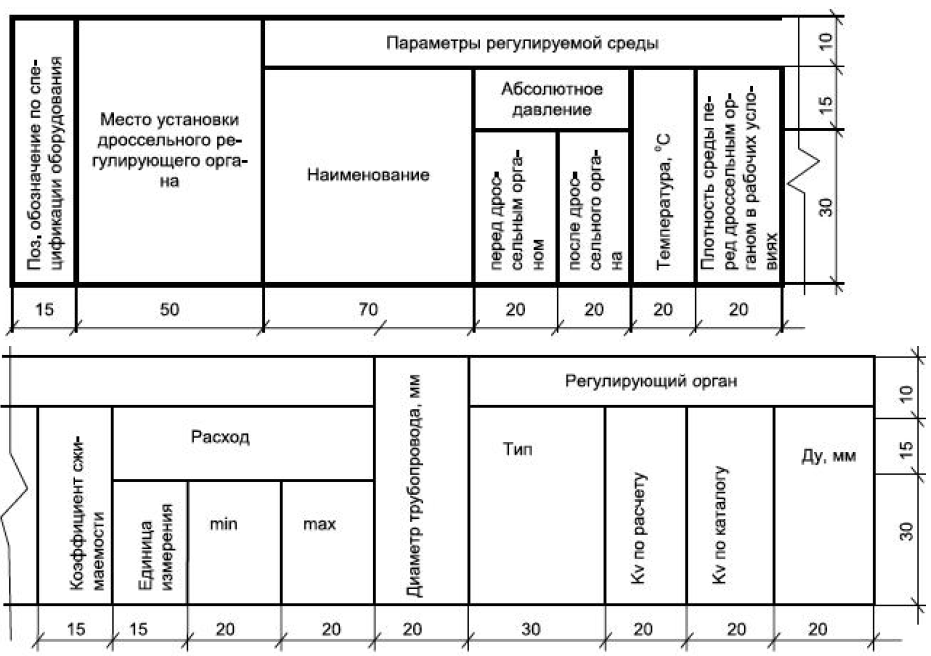 Поз, обозначение по спе-
цификации оборудования
Место установки
дроссельного ре-
гулирующего орга-
на
Параметры регулируемой среды
Наименование
Абсолютное
давление
перед дрос-
сельным орга-
ном
после дрос-
сельного орга-
на
Температура, °С
Плотность среды пе-
ред дроссельным ор-
ганом в рабочих усло-
виях
10
15
30
15
50
70
20
20
20
20
Коэффициент сжи-
маемости
Расход
Единица
измерения
min
max
Диаметр трубопровода, мм
Регулирующий орган
Тип
Kv по расчету
Kv по каталогу
Ду, мм
10
15
30
15
15
20
20
20
30
20
20
20